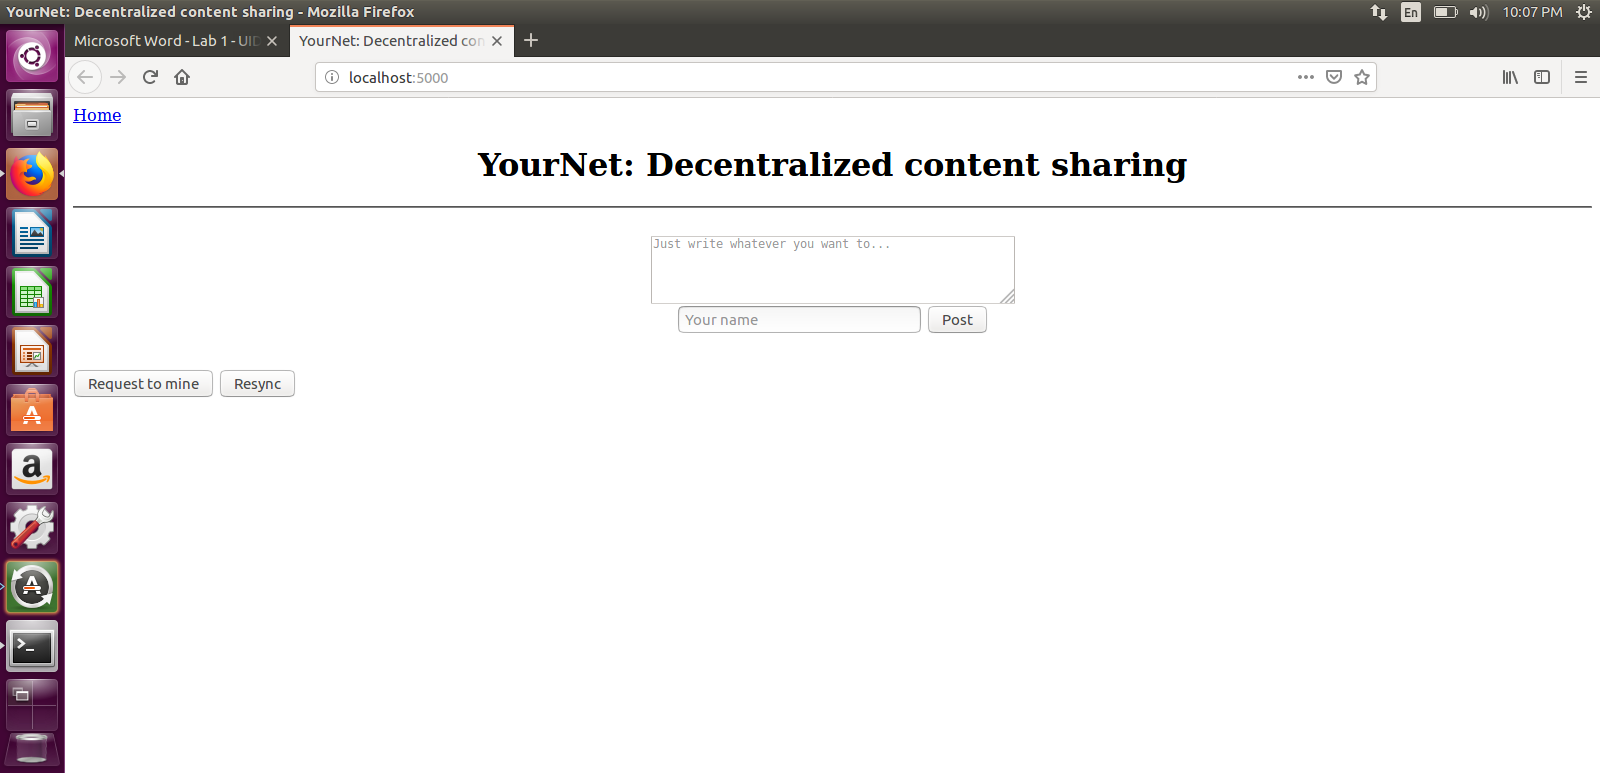 YourNet: Decentralized content sharing - Mozilla Firefox
En
10:07 PM
Microsoft Word - Lab 1 - UID
YourNet: Decentralized con
localhost:5000
Home
YourNet: Decentralized content sharing
Just write whatever you want to...
Your name
Post
Request to mine
Resync